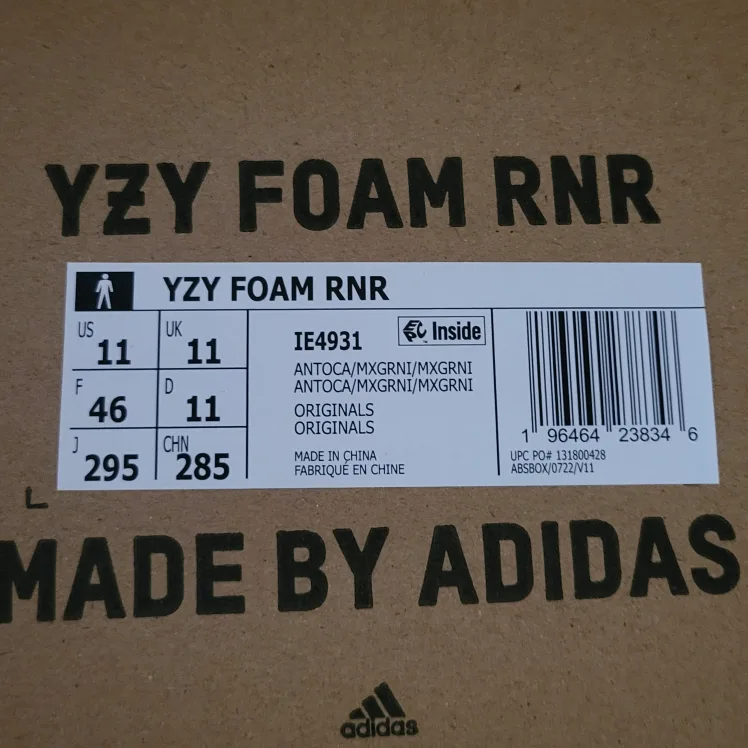 YZY FOAM RNR
YZY FOAM RNR
US 11 UK 11
F 46 D 11
J 295 CHN 285
IE4931 Inside
ANTOCA/MXGRNI/MXGRNI
ANTOCA/MXGRNI/MXGRNI
ORIGINALS
ORIGINALS
MADE IN CHINA
FABRIQUÉ EN CHINE
1 96464 23834 6
UPC PO# 131800428
ABSBOX/0722/V11
L
MADE BY ADIDAS
adidas